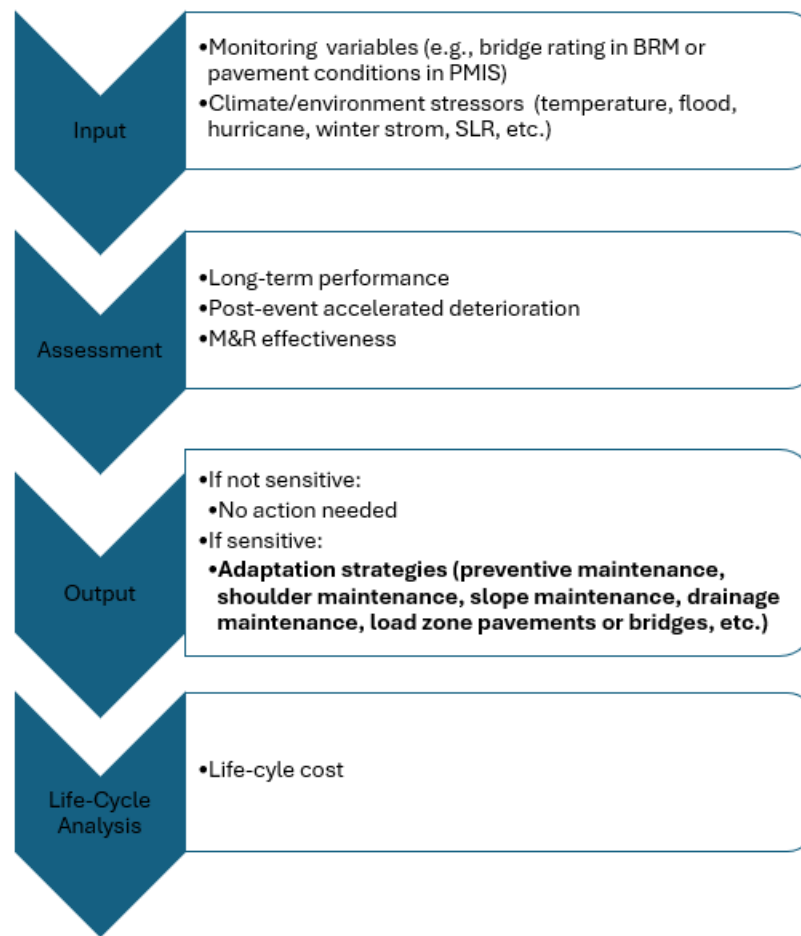 Input
•Monitoring variables (e.g., bridge rating in BRM or
pavement conditions in PMIS)
•Climate/environment stressors (temperature, flood,
hurricane, winter strom, SLR, etc.)
Assessment
•Long-term performance
•Post-event accelerated deterioration
•M&R effectiveness
Output
•If not sensitive:
•No action needed
•If sensitive:
•Adaptation strategies (preventive maintenance,
shoulder maintenance, slope maintenance, drainage
maintenance, load zone pavements or bridges, etc.)
Life-Cycle
Analysis
•Life-cyle cost